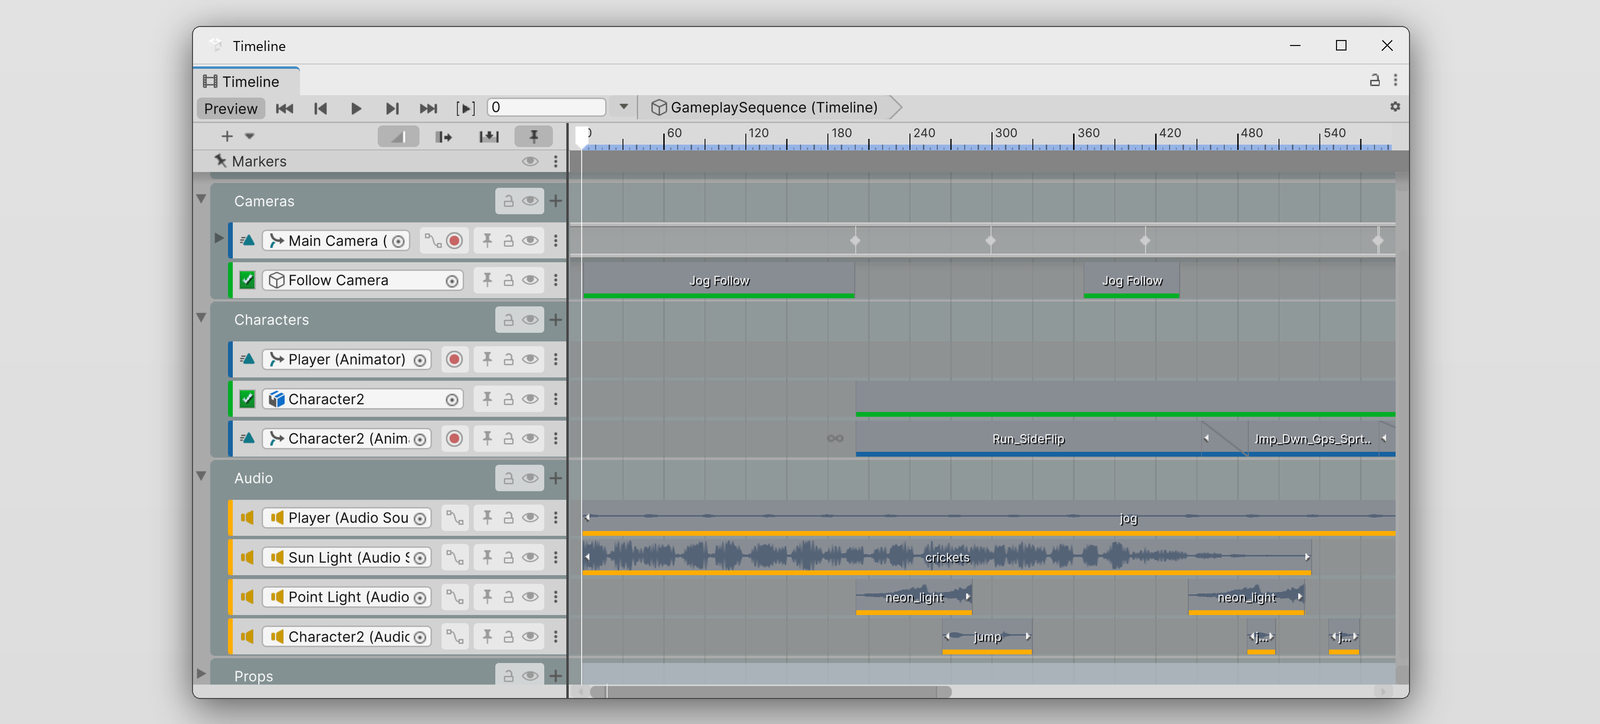 Timeline
Timeline
Preview
0
GameplaySequence (Timeline)
60 120 180 240 300 360 420 480 540
Markers
Cameras
Main Camera (
Follow Camera
Jog Follow
Jog Follow
Characters
Player (Animator)
Character2
Character2 (Anim
Run_SideFlip
Jmp_Dwn_Gps_Sprt..
Audio
Player (Audio Sou
jog
Sun Light (Audio S
crickets
Point Light (Audio
neon_light
neon_light
Character2 (Audic
jump
j...
j...
Props